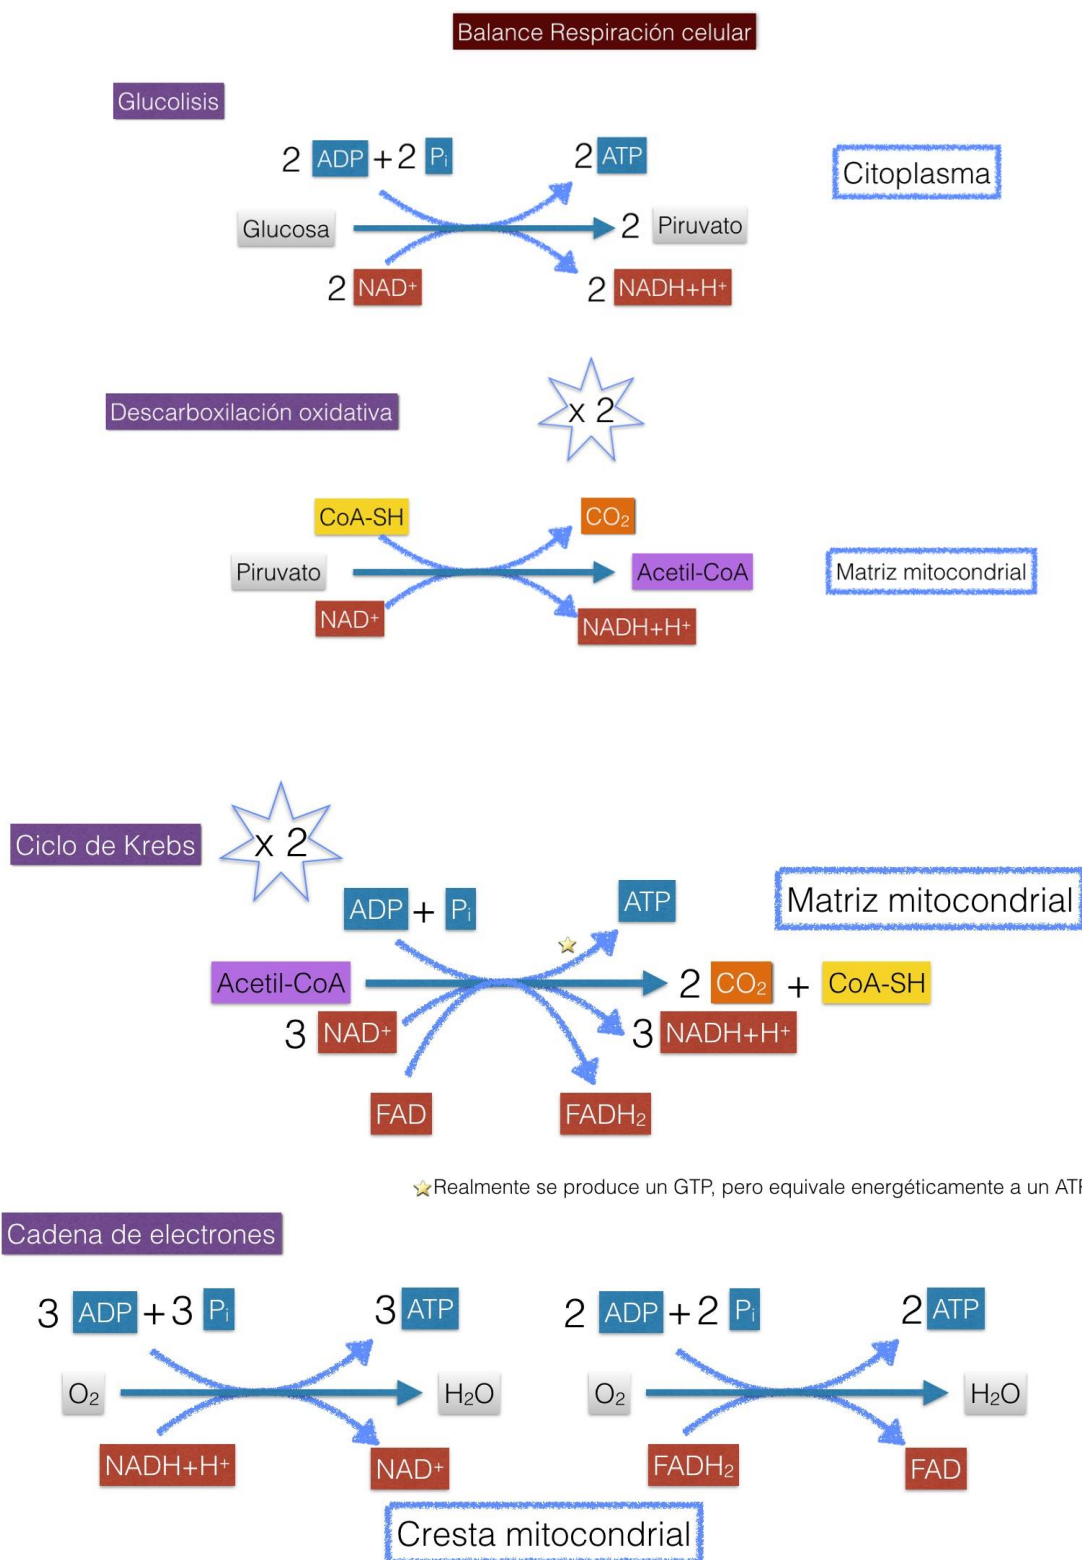 Balance Respiración celular
Glucolisis
2 ADP + 2 Pi 2 ATP
Citoplasma
Glucosa 2 Piruvato
2 NAD+ 2 NADH+H+
Descarboxilación oxidativa
x 2
CoA-SH CO2
Piruvato Acetil-CoA
Matriz mitocondrial
NAD+ NADH+H+
Ciclo de Krebs
x 2
ADP + Pi ATP
Matriz mitocondrial
Acetil-CoA 2 CO2 + CoA-SH
3 NAD+ 3 NADH+H+
FAD FADH2
Realmente se produce un GTP, pero equivale energéticamente a un ATP
Cadena de electrones
3 ADP + 3 Pi 3 ATP 2 ADP + 2 Pi 2 ATP
O2 H2O O2 H2O
NADH+H+ NAD+ FADH2 FAD
Cresta mitocondrial